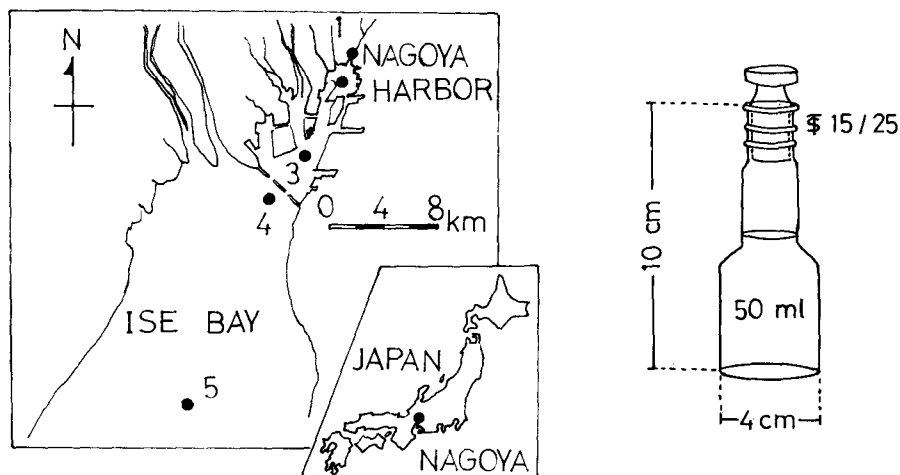 N
1
NAGOYA
HARBOR
3
4
0 4 8
km
ISE BAY
5
JAPAN
NAGOYA
15 / 25
10 cm
50 ml
4 cm